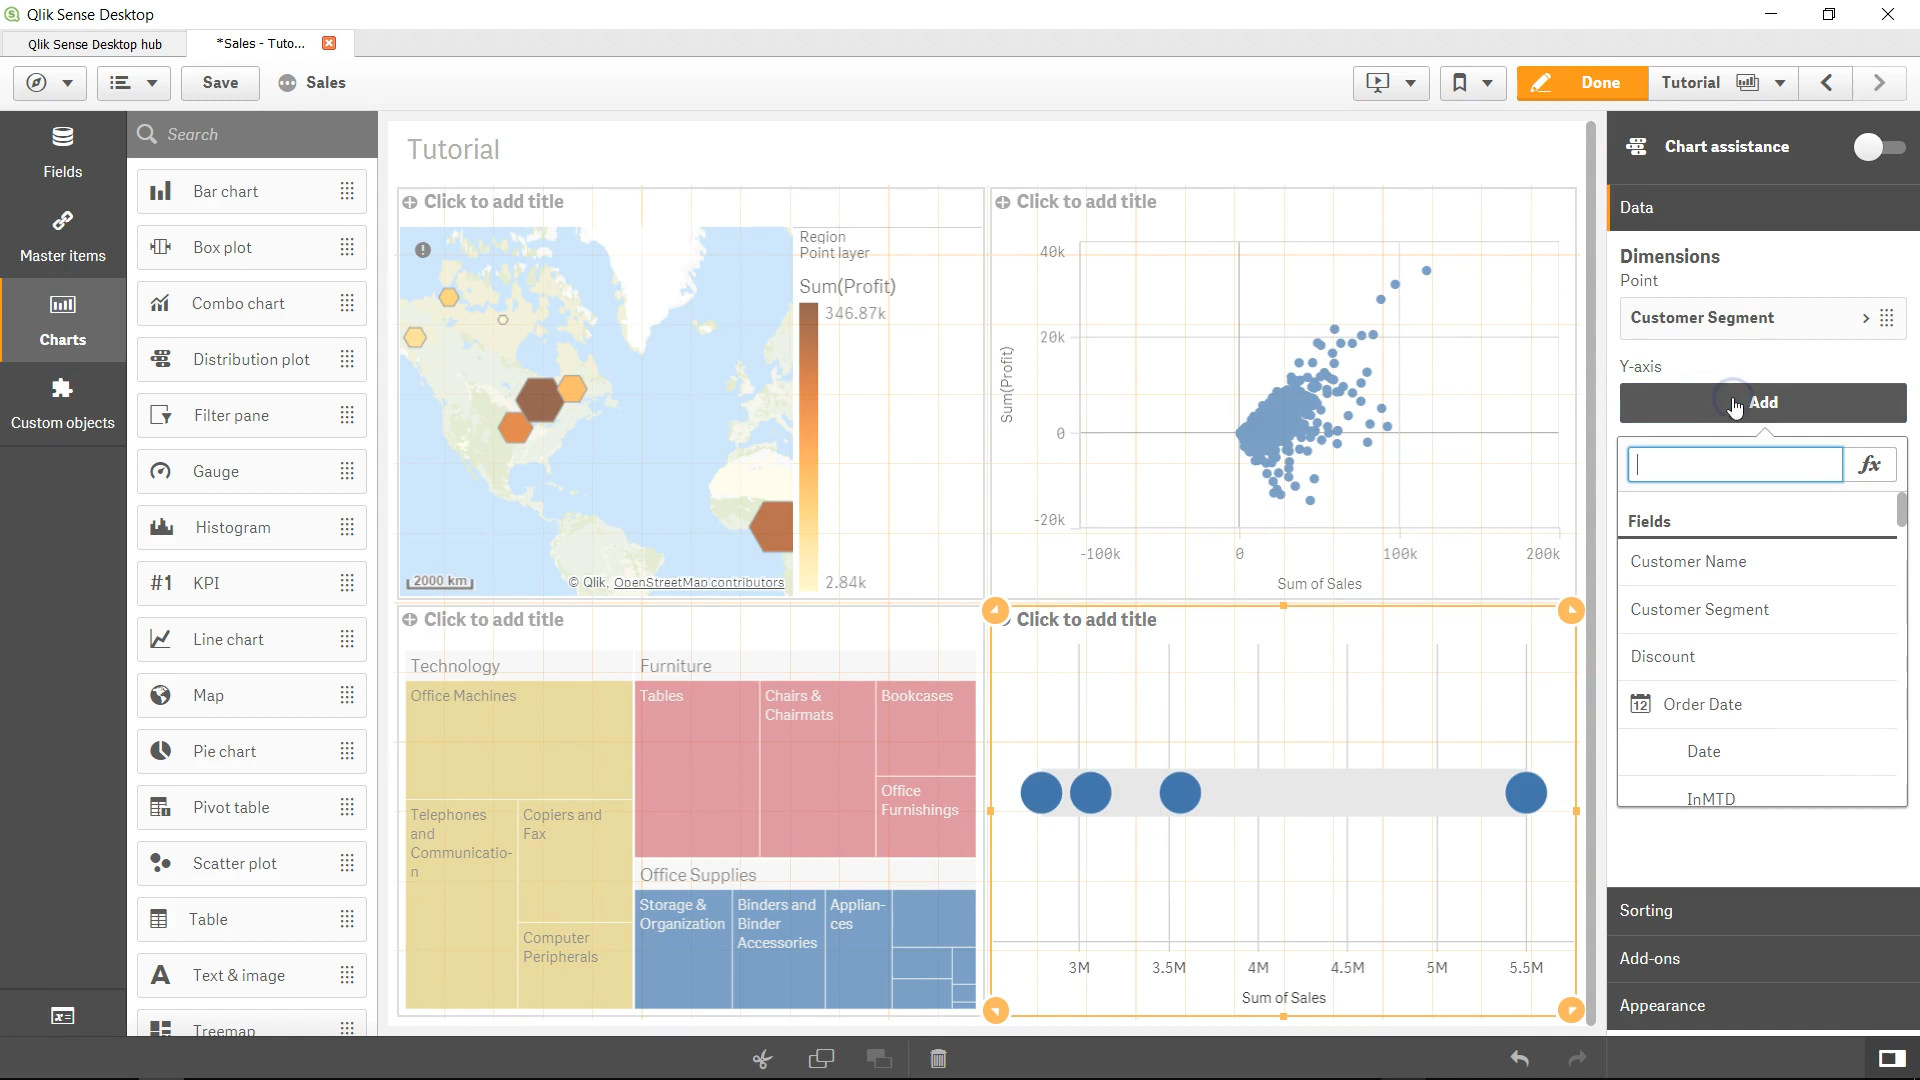 Qlik Sense Desktop
Qlik Sense Desktop hub
*Sales - Tuto...
Save
Sales
Done
Tutorial
Fields
Master items
Charts
Custom objects
Search
Bar chart
Box plot
Combo chart
Distribution plot
Filter pane
Gauge
Histogram
#1 KPI
Line chart
Map
Pie chart
Pivot table
Scatter plot
Table
A Text & image
Treemap
Tutorial
Click to add title
Region
Point layer
Sum(Profit)
346.87k
2.84k
2000 km
© Qlik, OpenStreetMap contributors
Click to add title
40k
20k
0
-20k
Sum(Profit)
-100k
0
100k
200k
Sum of Sales
Click to add title
Technology
Office Machines
Telephones
and
Communicatio-
n
Copiers and
Fax
Computer
Peripherals
Furniture
Tables
Chairs &
Chairmats
Bookcases
Office
Furnishings
Office Supplies
Storage &
Organization
Binders and
Binder
Accessories
Applian-
ces
Click to add title
3M
3.5M
4M
4.5M
5M
5.5M
Sum of Sales
Chart assistance
Data
Dimensions
Point
Customer Segment
Y-axis
Add
fx
Fields
Customer Name
Customer Segment
Discount
12 Order Date
Date
InMTD
Sorting
Add-ons
Appearance